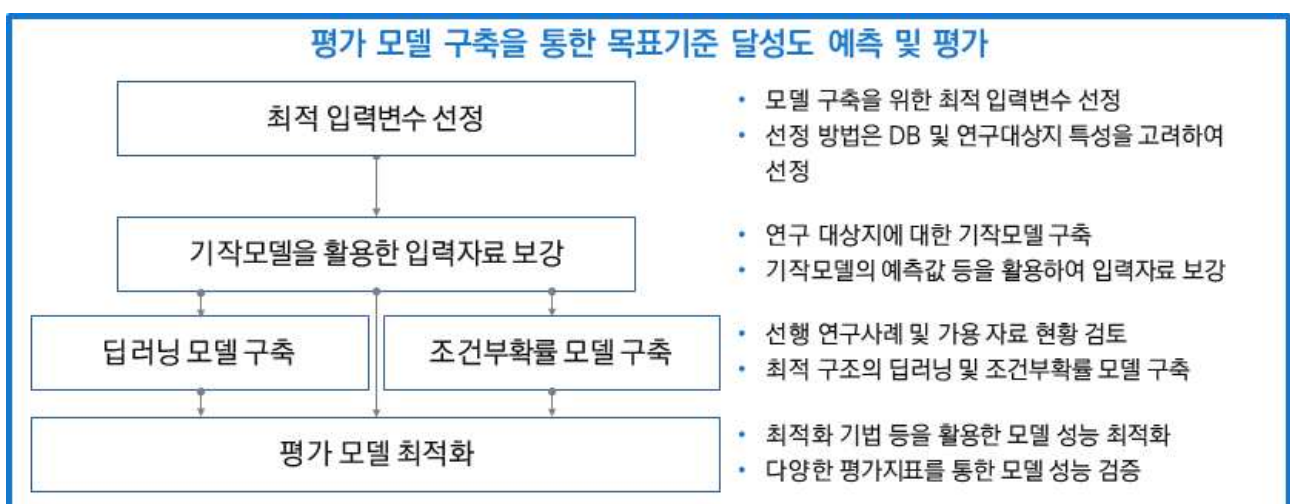 평가 모델 구축을 통한 목표기준 달성도 예측 및 평가
최적 입력변수 선정
• 모델 구축을 위한 최적 입력변수 선정
• 선정 방법은 DB 및 연구대상지 특성을 고려하여
선정
기작모델을 활용한 입력자료 보강
• 연구 대상지에 대한 기작모델 구축
• 기작모델의 예측값 등을 활용하여 입력자료 보강
딥러닝 모델 구축
조건부확률 모델 구축
• 선행 연구사례 및 가용 자료 현황 검토
• 최적 구조의 딥러닝 및 조건부확률 모델 구축
평가 모델 최적화
• 최적화 기법 등을 활용한 모델 성능 최적화
• 다양한 평가지표를 통한 모델 성능 검증